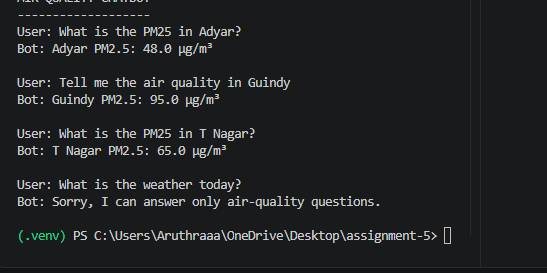 AIR QUALITY CHATBOT
-------------------
User: What is the PM25 in Adyar?
Bot: Adyar PM2.5: 48.0 µg/m³
User: Tell me the air quality in Guindy
Bot: Guindy PM2.5: 95.0 µg/m³
User: What is the PM25 in T Nagar?
Bot: T Nagar PM2.5: 65.0 µg/m³
User: What is the weather today?
Bot: Sorry, I can answer only air-quality questions.
(.venv) PS C:\Users\Aruthraaa\OneDrive\Desktop\assignment-5>